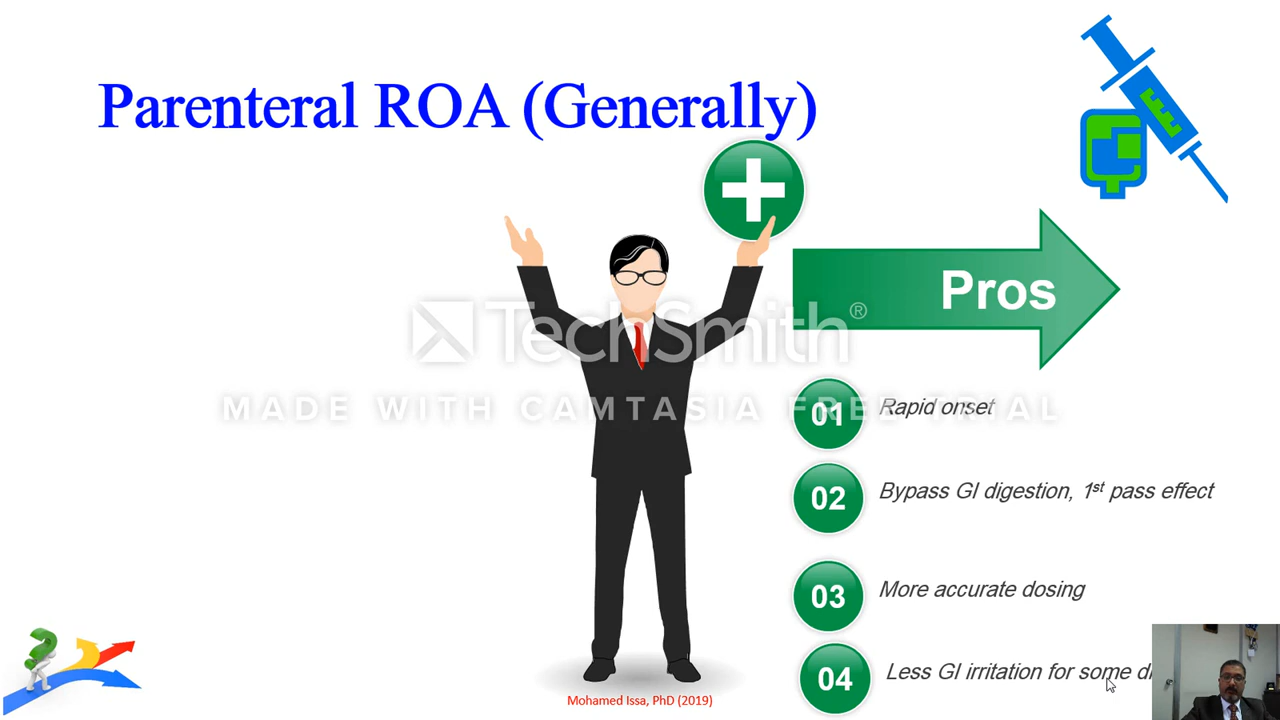 Parenteral ROA (Generally)
Pros
TechSmith®
MADE WITH CAMTASIA FREE TRIAL
01 Rapid onset
02 Bypass GI digestion, 1st pass effect
03 More accurate dosing
04 Less GI irritation for some
Mohamed Issa, PhD (2019)